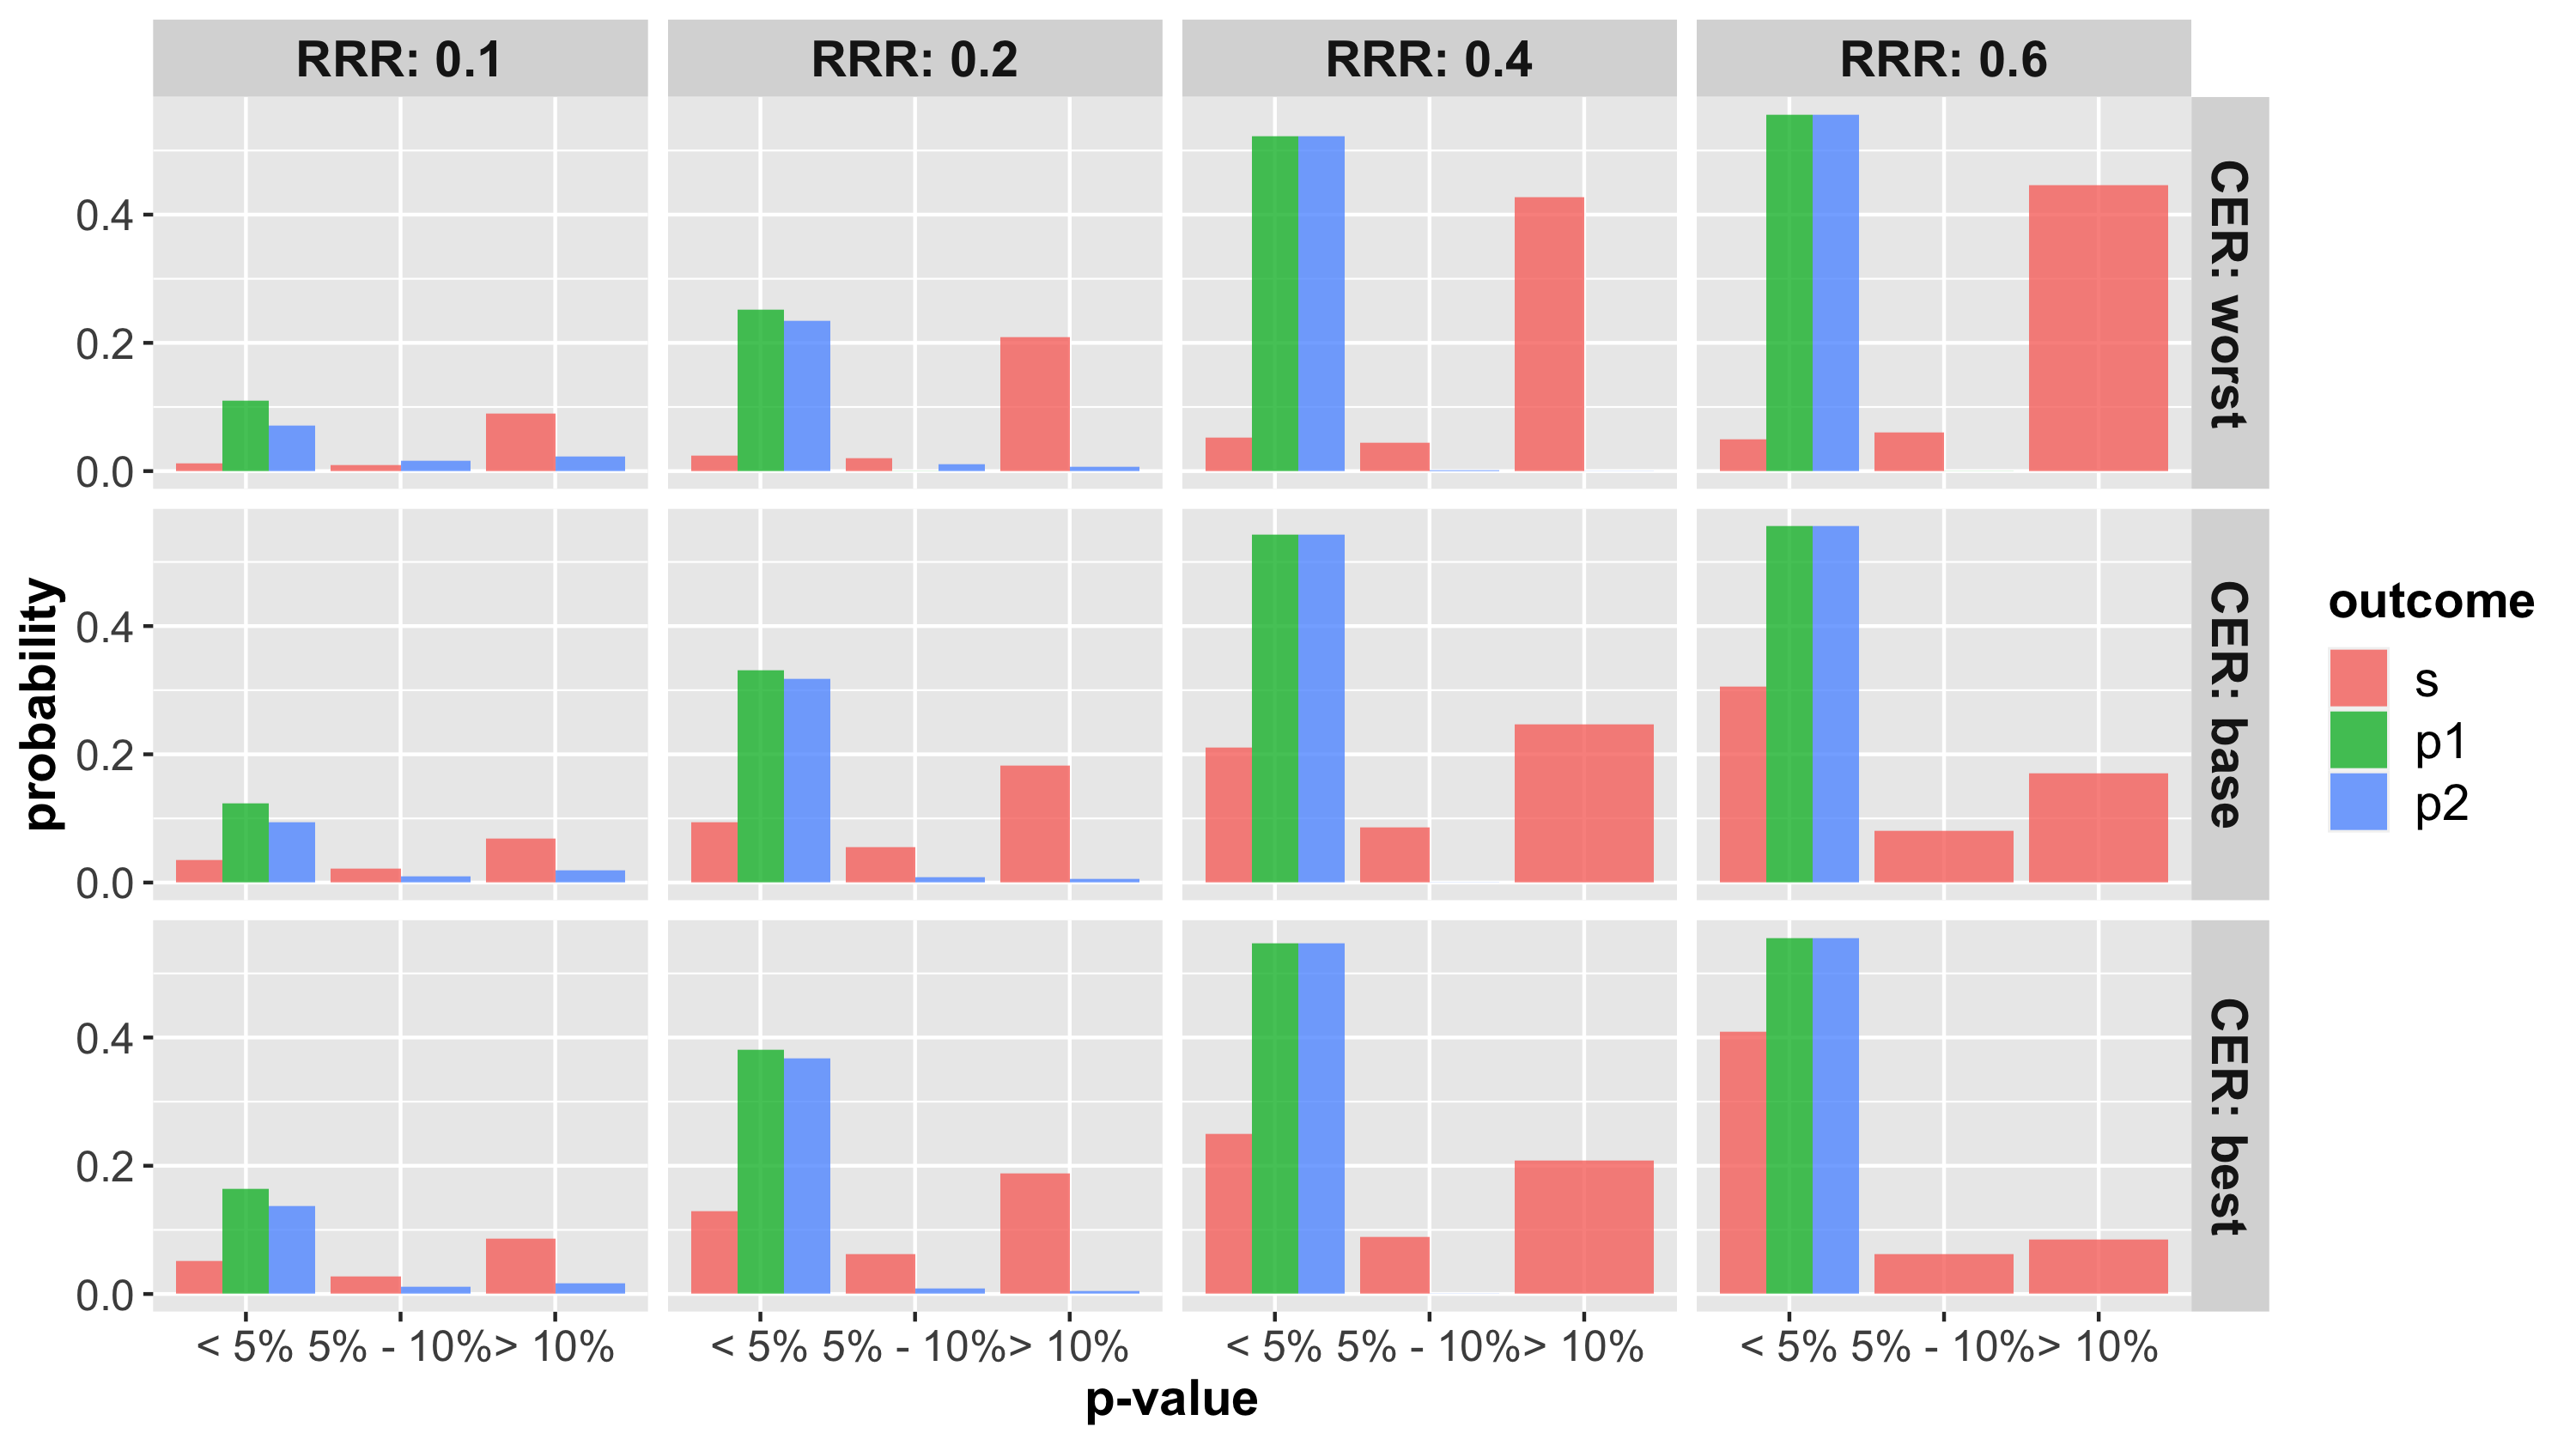 RRR: 0.1 RRR: 0.2 RRR: 0.4 RRR: 0.6
0.4
0.2
0.0
CER: worst
0.4
0.2
0.0
CER: base
0.4
0.2
0.0
CER: best
probability
< 5% 5% - 10% > 10% < 5% 5% - 10% > 10% < 5% 5% - 10% > 10% < 5% 5% - 10% > 10%
p-value
outcome
s
p1
p2